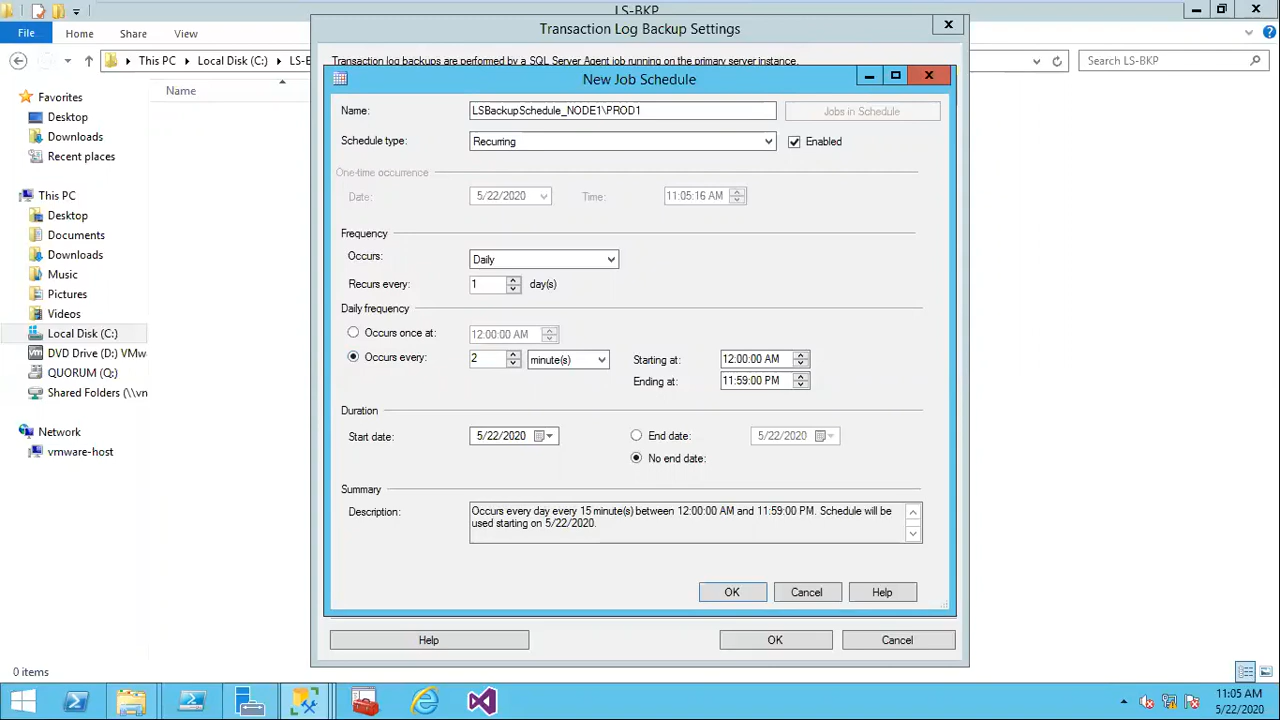 LS-BKP
Transaction Log Backup Settings
File
Home
Share
View
Transaction log backups are performed by a SQL Server Agent job running on the primary server instance.
This PC
Local Disk (C:)
LS-B
Search LS-BKP
Name
Favorites
Desktop
Downloads
Recent places
This PC
Desktop
Documents
Downloads
Music
Pictures
Videos
Local Disk (C:)
DVD Drive (D:) VMw
QUORUM (Q:)
Shared Folders (\\vn
Network
vmware-host
New Job Schedule
Name:
LSBackupSchedule_NODE1\PROD1
Jobs in Schedule
Schedule type:
Recurring
Enabled
One-time occurrence
Date:
5/22/2020
Time:
11:05:16 AM
Frequency
Occurs:
Daily
Recurs every:
1
day(s)
Daily frequency
Occurs once at:
12:00:00 AM
Occurs every:
2
minute(s)
Starting at:
12:00:00 AM
Ending at:
11:59:00 PM
Duration
Start date:
5/22/2020
End date:
5/22/2020
No end date:
Summary
Description:
Occurs every day every 15 minute(s) between 12:00:00 AM and 11:59:00 PM. Schedule will be
used starting on 5/22/2020.
OK
Cancel
Help
Help
OK
Cancel
0 items
11:05 AM
5/22/2020